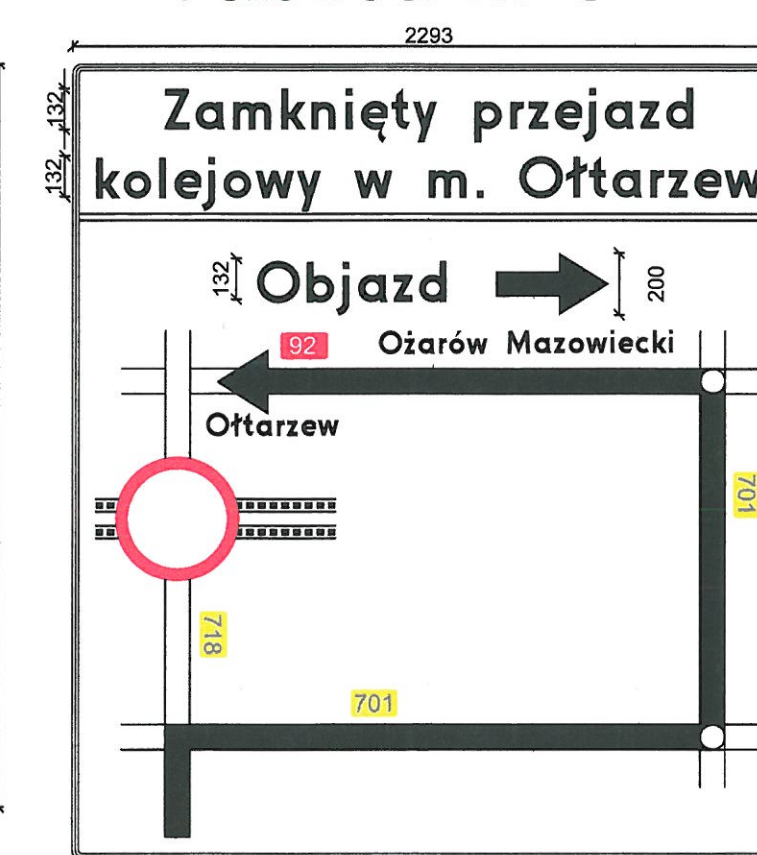 2293
132
Zamknięty przejazd
132
kolejowy w m. Ołtarzew
132
Objazd
200
92
Ożarów Mazowiecki
Ołtarzew
701
718
701